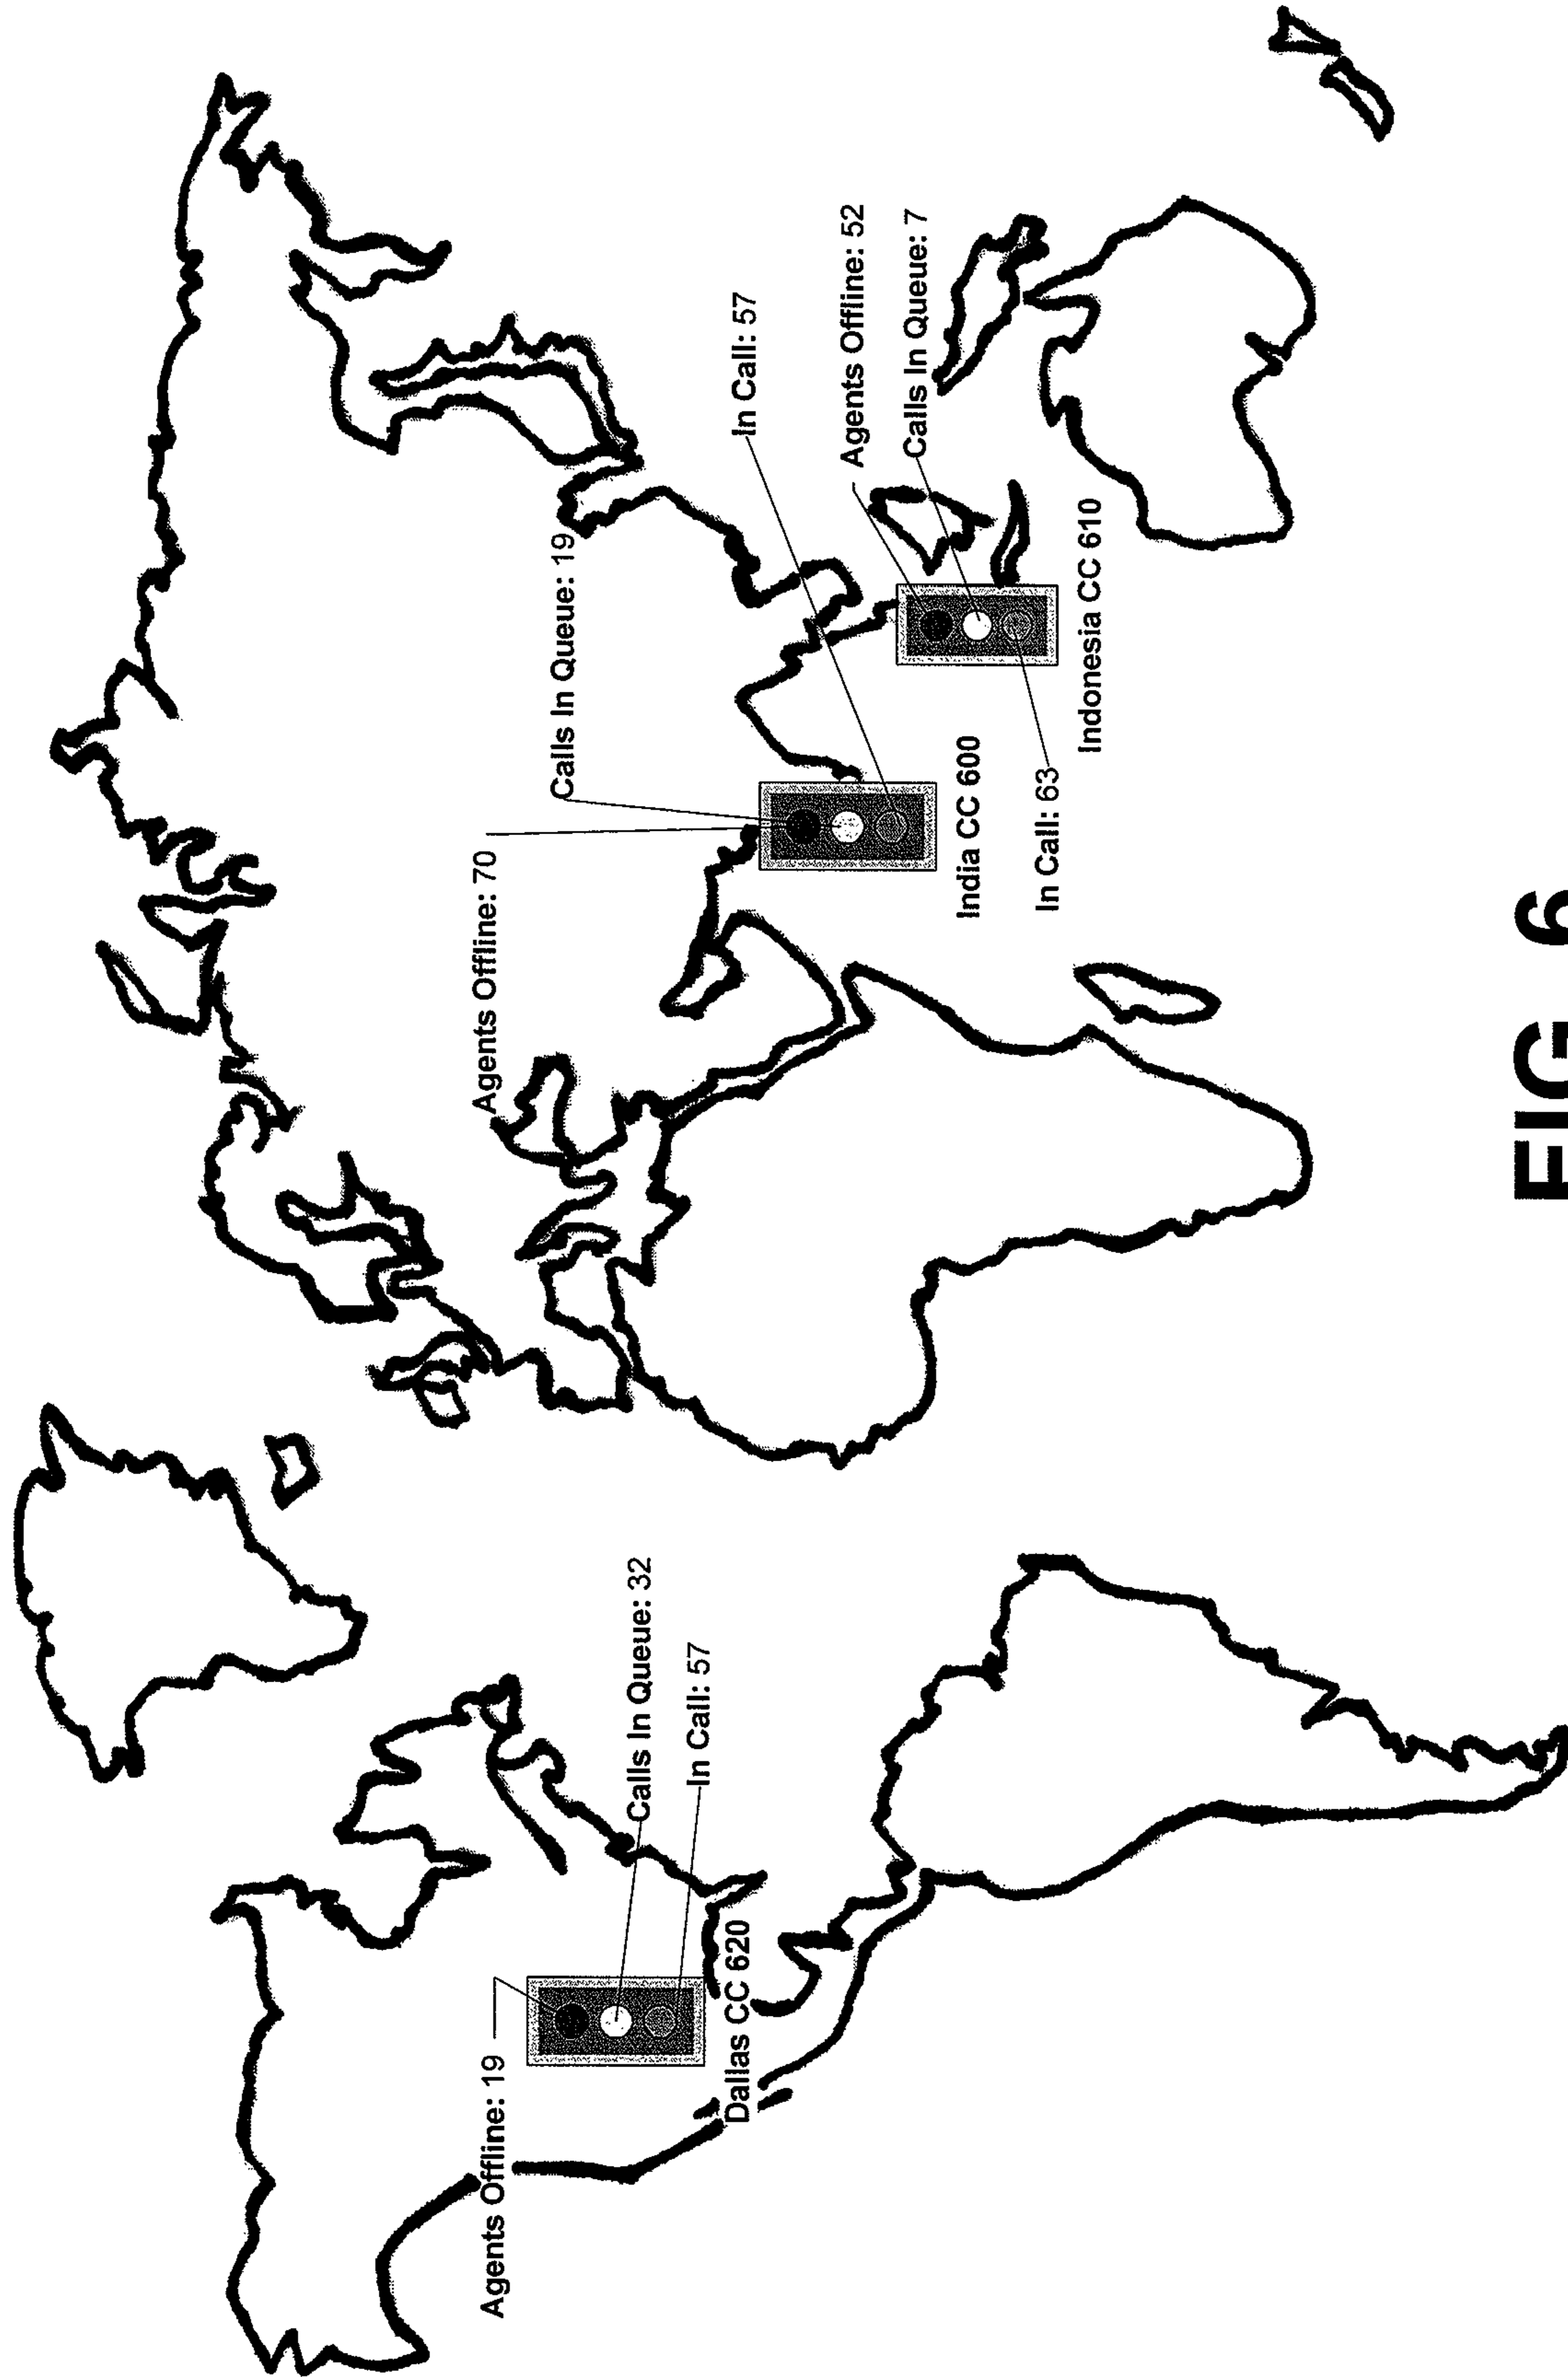 Agents Offline: 19
Calls In Queue: 32
In Call: 57
Dallas CC 620
Agents Offline: 70
Calls In Queue: 19
In Call: 57
India CC 600
Agents Offline: 52
Calls In Queue: 7
In Call: 63
Indonesia CC 610
FIG. 6